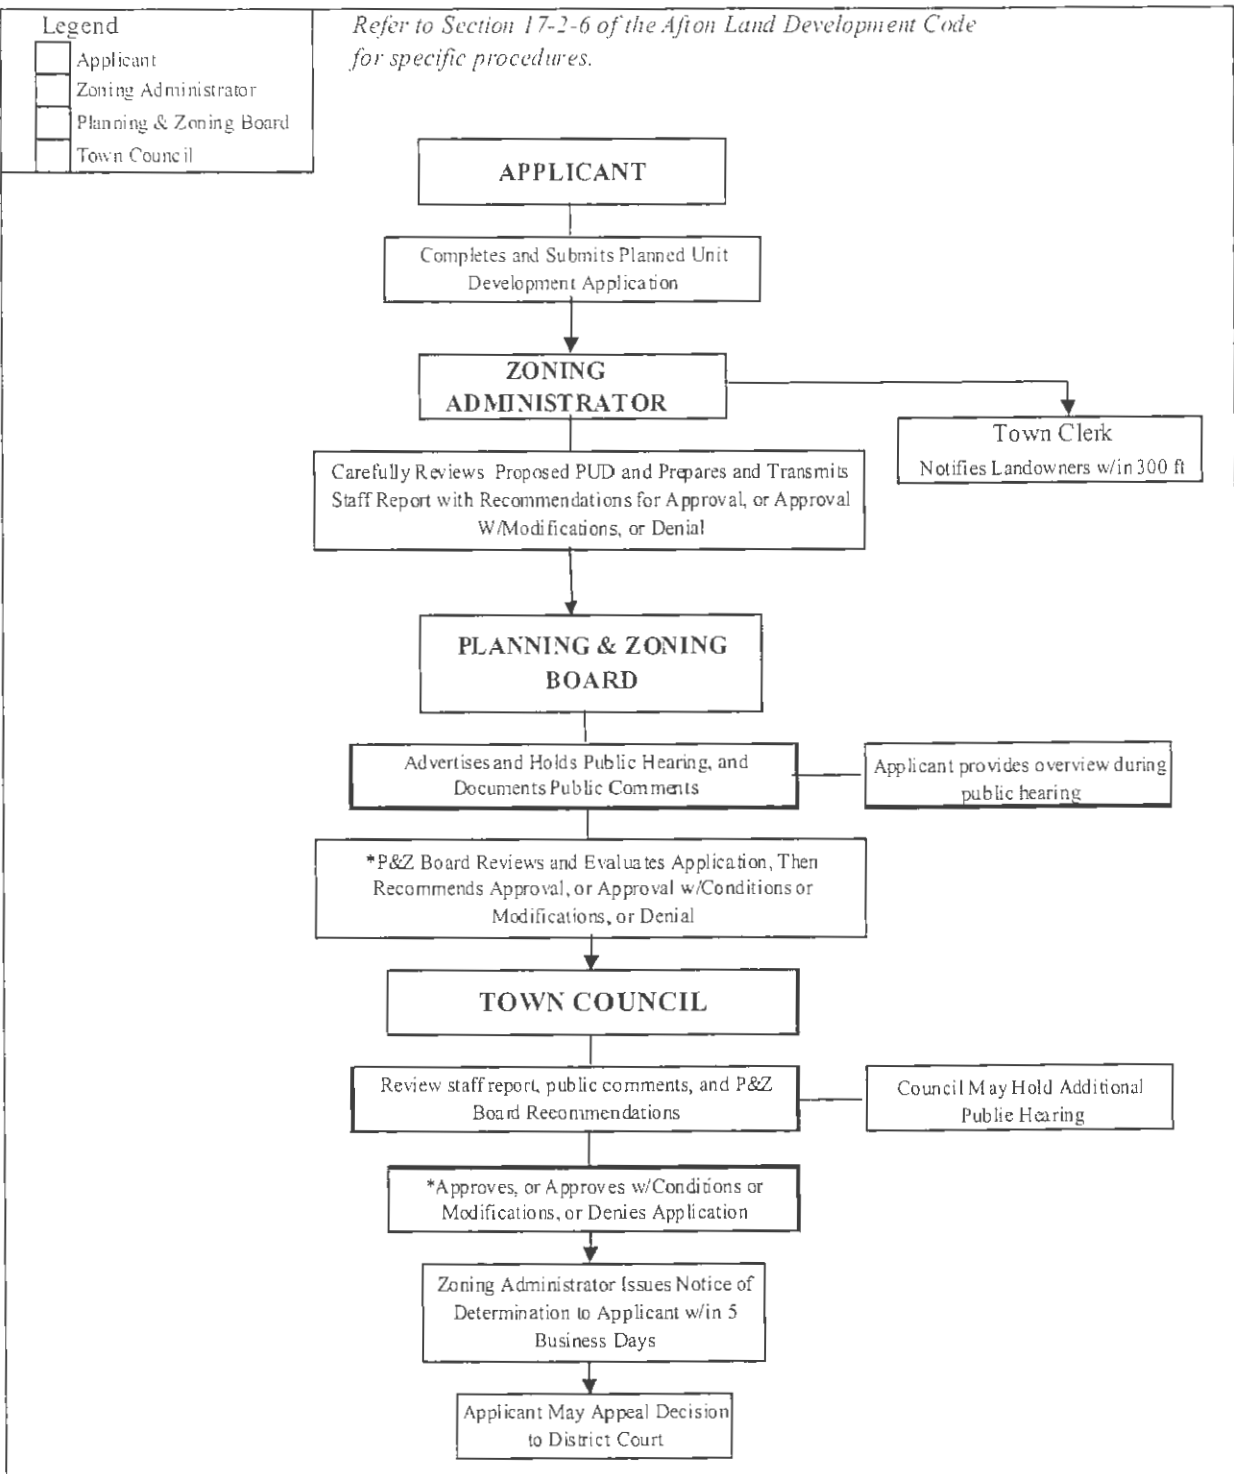 Legend
Applicant
Zoning Administrator
Planning & Zoning Board
Town Council
Refer to Section 17-2-6 of the Afton Land Development Code
for specific procedures.
APPLICANT
Completes and Submits Planned Unit
Development Application
ZONING
ADMINISTRATOR
Town Clerk
Notifies Landowners w/in 300 ft
Carefully Reviews Proposed PUD and Prepares and Transmits
Staff Report with Recommendations for Approval, or Approval
W/Modifications, or Denial
PLANNING & ZONING
BOARD
Advertises and Holds Public Hearing, and
Documents Public Comments
Applicant provides overview during
public hearing
*P&Z Board Reviews and Evaluates Application, Then
Recommends Approval, or Approval w/Conditions or
Modifications, or Denial
TOWN COUNCIL
Review staff report, public comments, and P&Z
Board Recommendations
Council May Hold Additional
Public Hearing
*Approves, or Approves w/Conditions or
Modifications, or Denies Application
Zoning Administrator Issues Notice of
Determination to Applicant w/in 5
Business Days
Applicant May Appeal Decision
to District Court